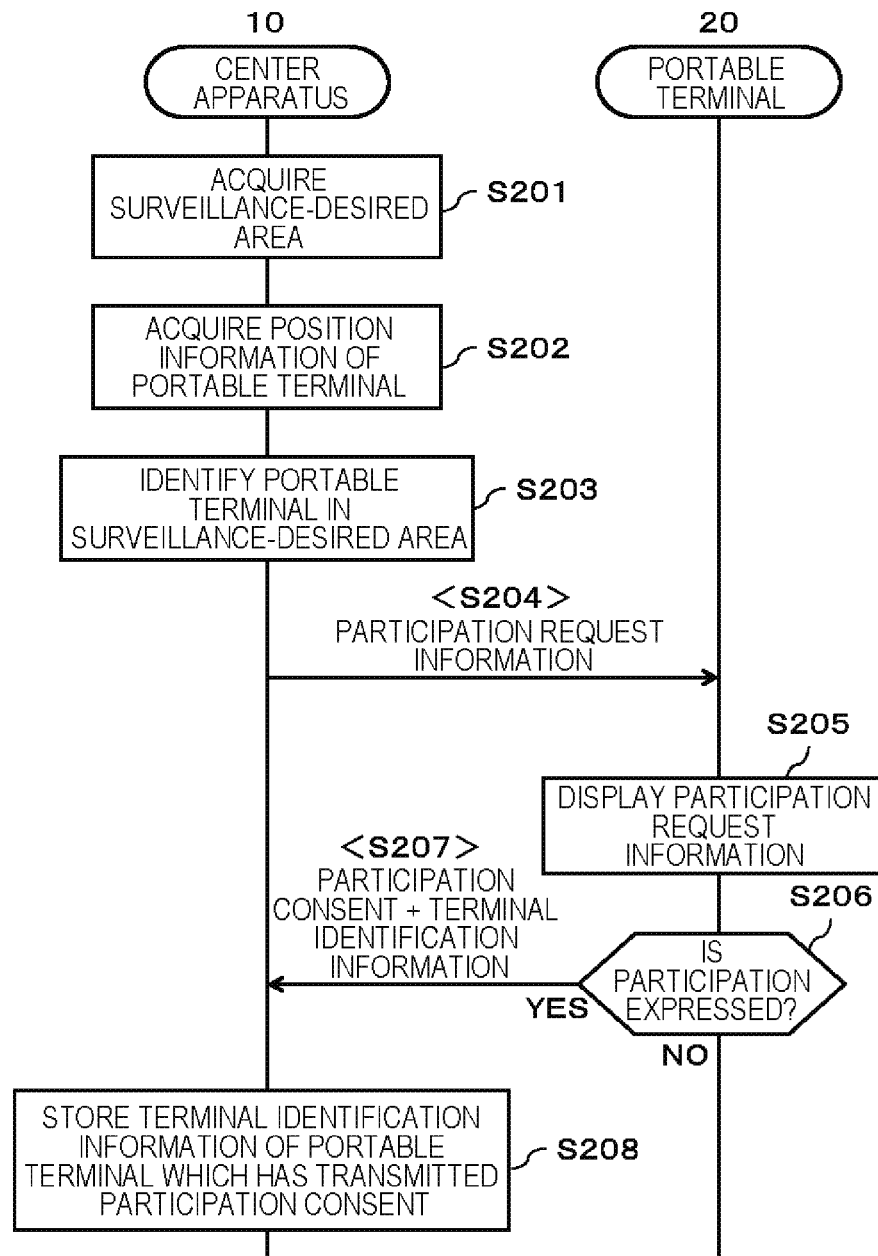 10
20
CENTER
APPARATUS
PORTABLE
TERMINAL
ACQUIRE
SURVEILLANCE-DESIRED
AREA
S201
ACQUIRE POSITION
INFORMATION OF
PORTABLE TERMINAL
S202
IDENTIFY PORTABLE
TERMINAL IN
SURVEILLANCE-DESIRED AREA
S203
<S204>
PARTICIPATION REQUEST
INFORMATION
S205
DISPLAY PARTICIPATION
REQUEST
INFORMATION
<S207>
PARTICIPATION
CONSENT + TERMINAL
IDENTIFICATION
INFORMATION
S206
IS
PARTICIPATION
EXPRESSED?
YES
NO
STORE TERMINAL IDENTIFICATION
INFORMATION OF PORTABLE
TERMINAL WHICH HAS TRANSMITTED
PARTICIPATION CONSENT
S208